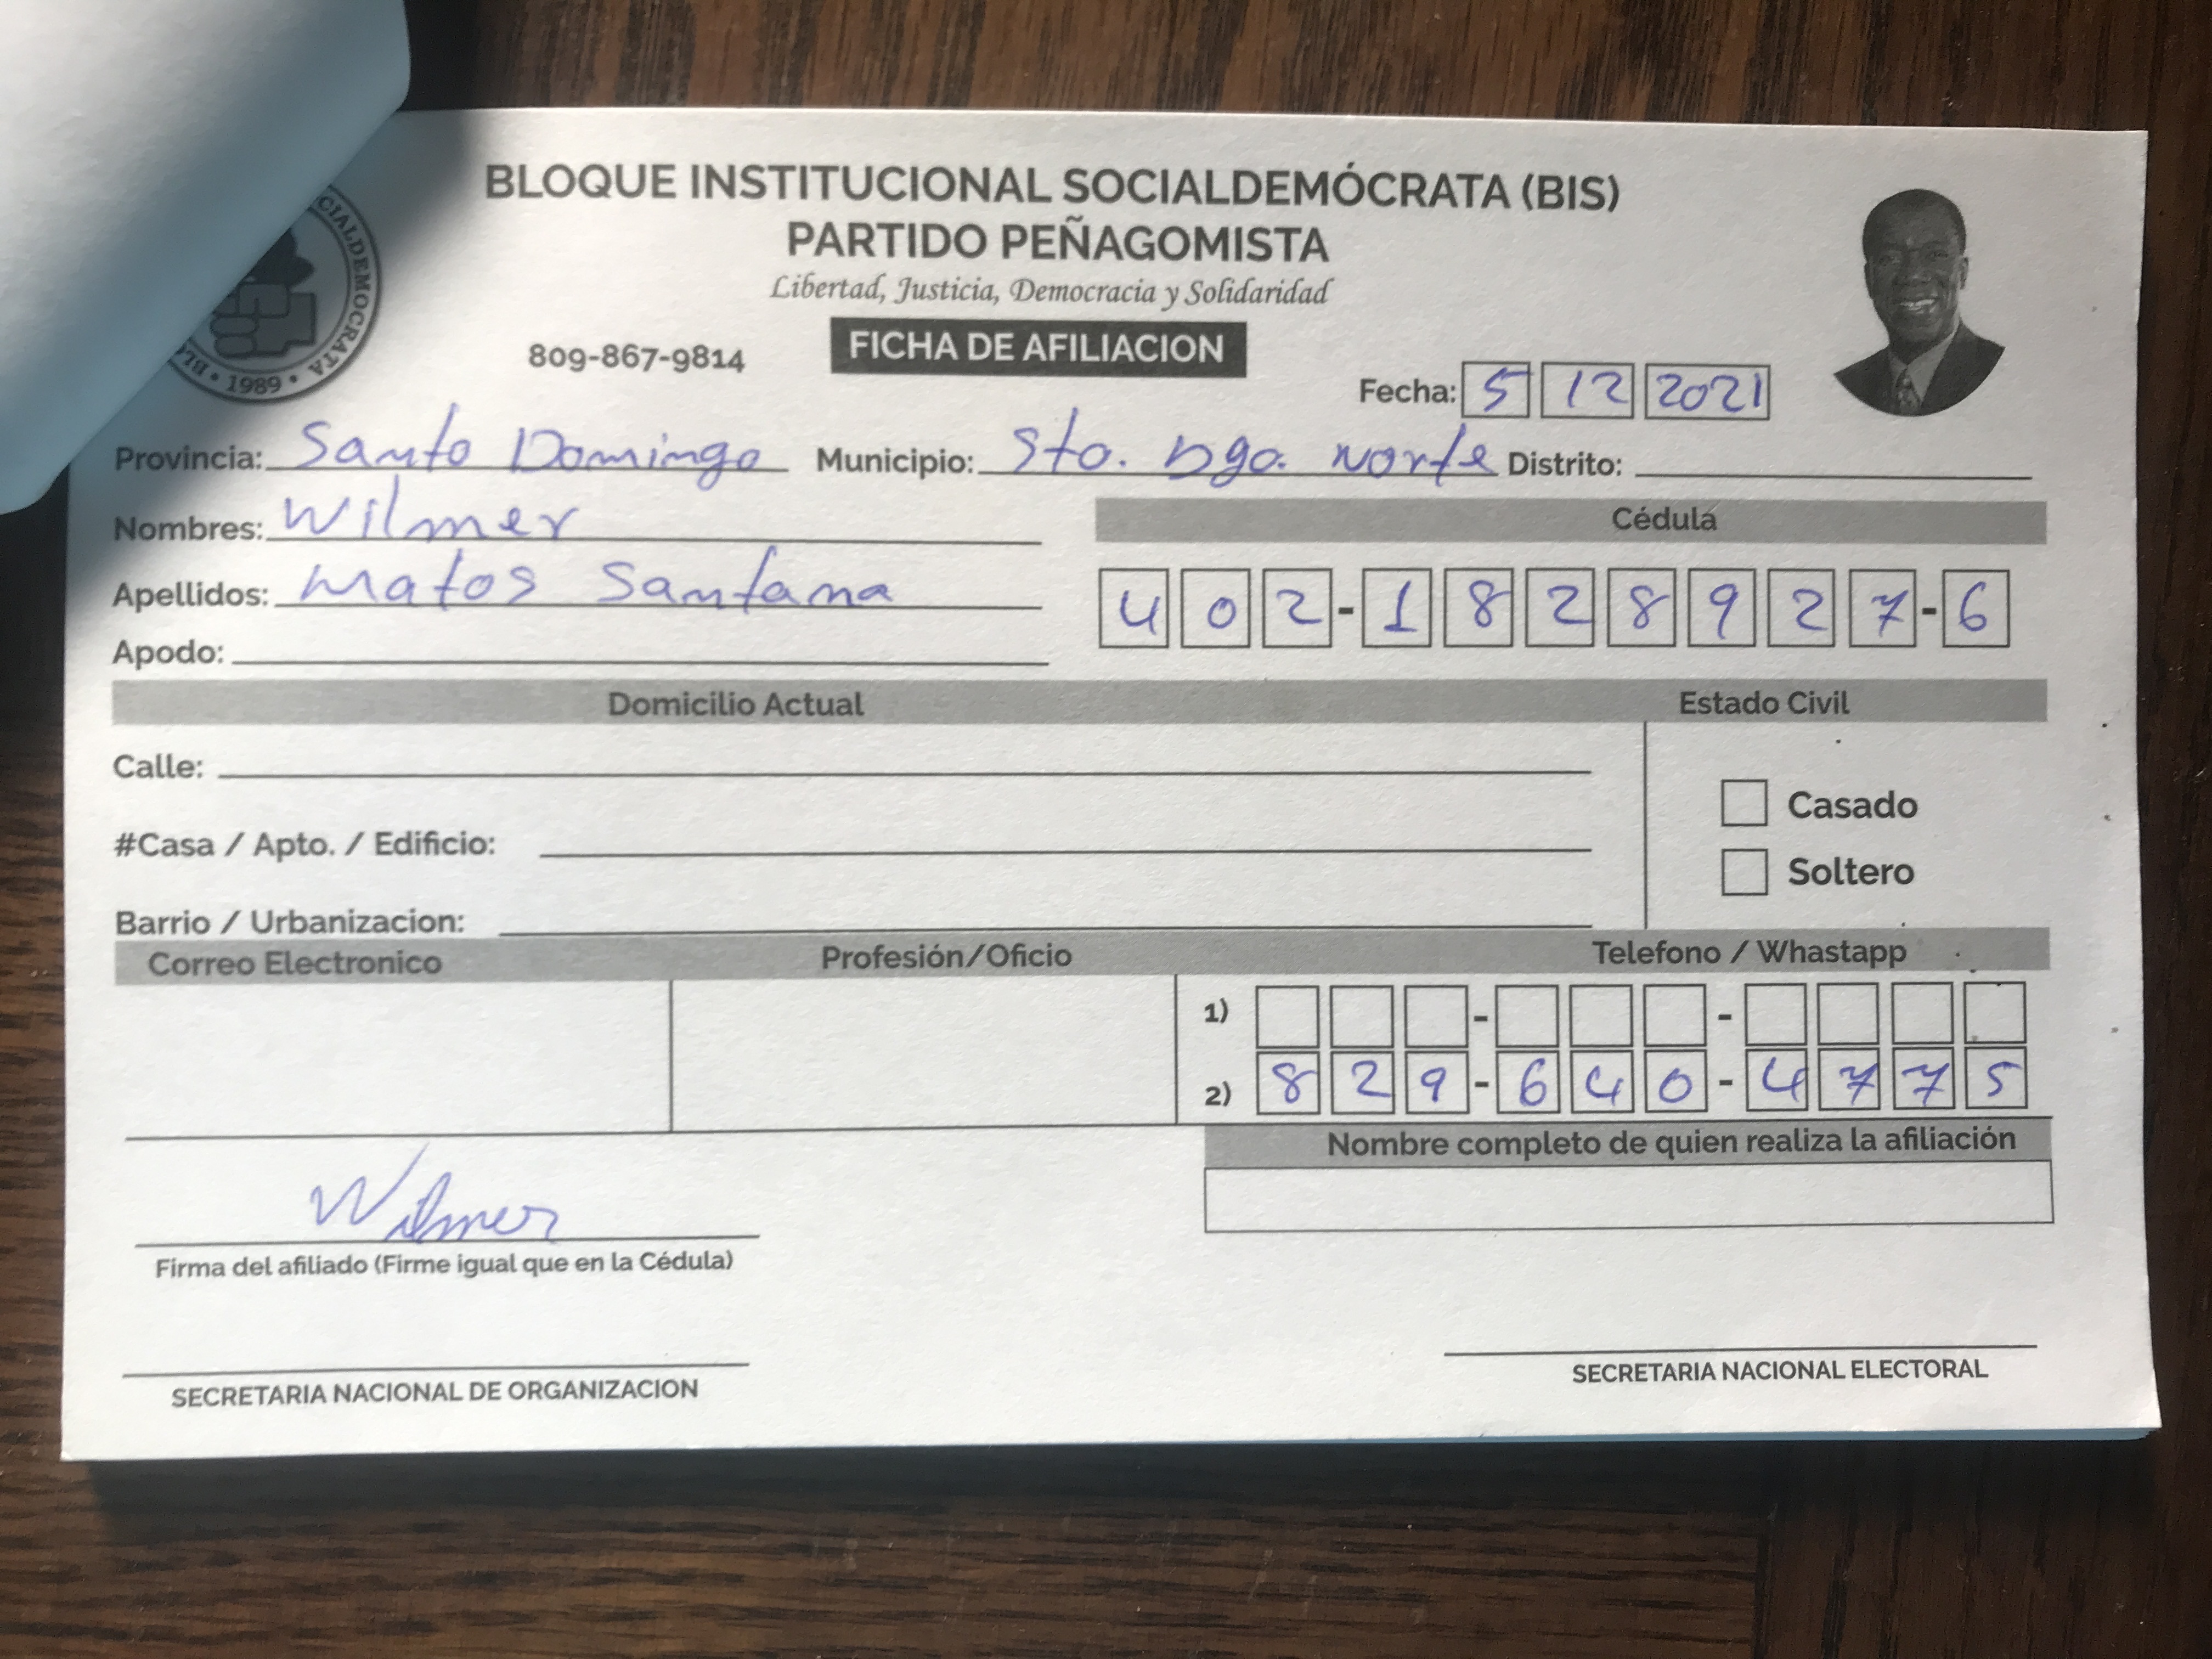 BLOQUE INSTITUCIONAL SOCIALDEMÓCRATA (BIS)
PARTIDO PEÑAGOMISTA
Libertad, Justicia, Democracia y Solidaridad
CIALDEMOCRATA
• 1989 •
809-867-9814
FICHA DE AFILIACION
Fecha: 5 12 2021
Provincia: Santo Domingo Municipio: Sto. Dgo. Norte Distrito:
Nombres: Wilmer
Cédula
Apellidos: Matos Santana
402-1828927-6
Apodo:
Domicilio Actual Estado Civil
Calle:
Casado
#Casa / Apto. / Edificio:
Soltero
Barrio / Urbanizacion:
Correo Electronico Profesión/Oficio Telefono / Whastapp
1) - -
2) 829-640-4775
Nombre completo de quien realiza la afiliación
Wilmer
Firma del afiliado (Firme igual que en la Cédula)
SECRETARIA NACIONAL DE ORGANIZACION
SECRETARIA NACIONAL ELECTORAL